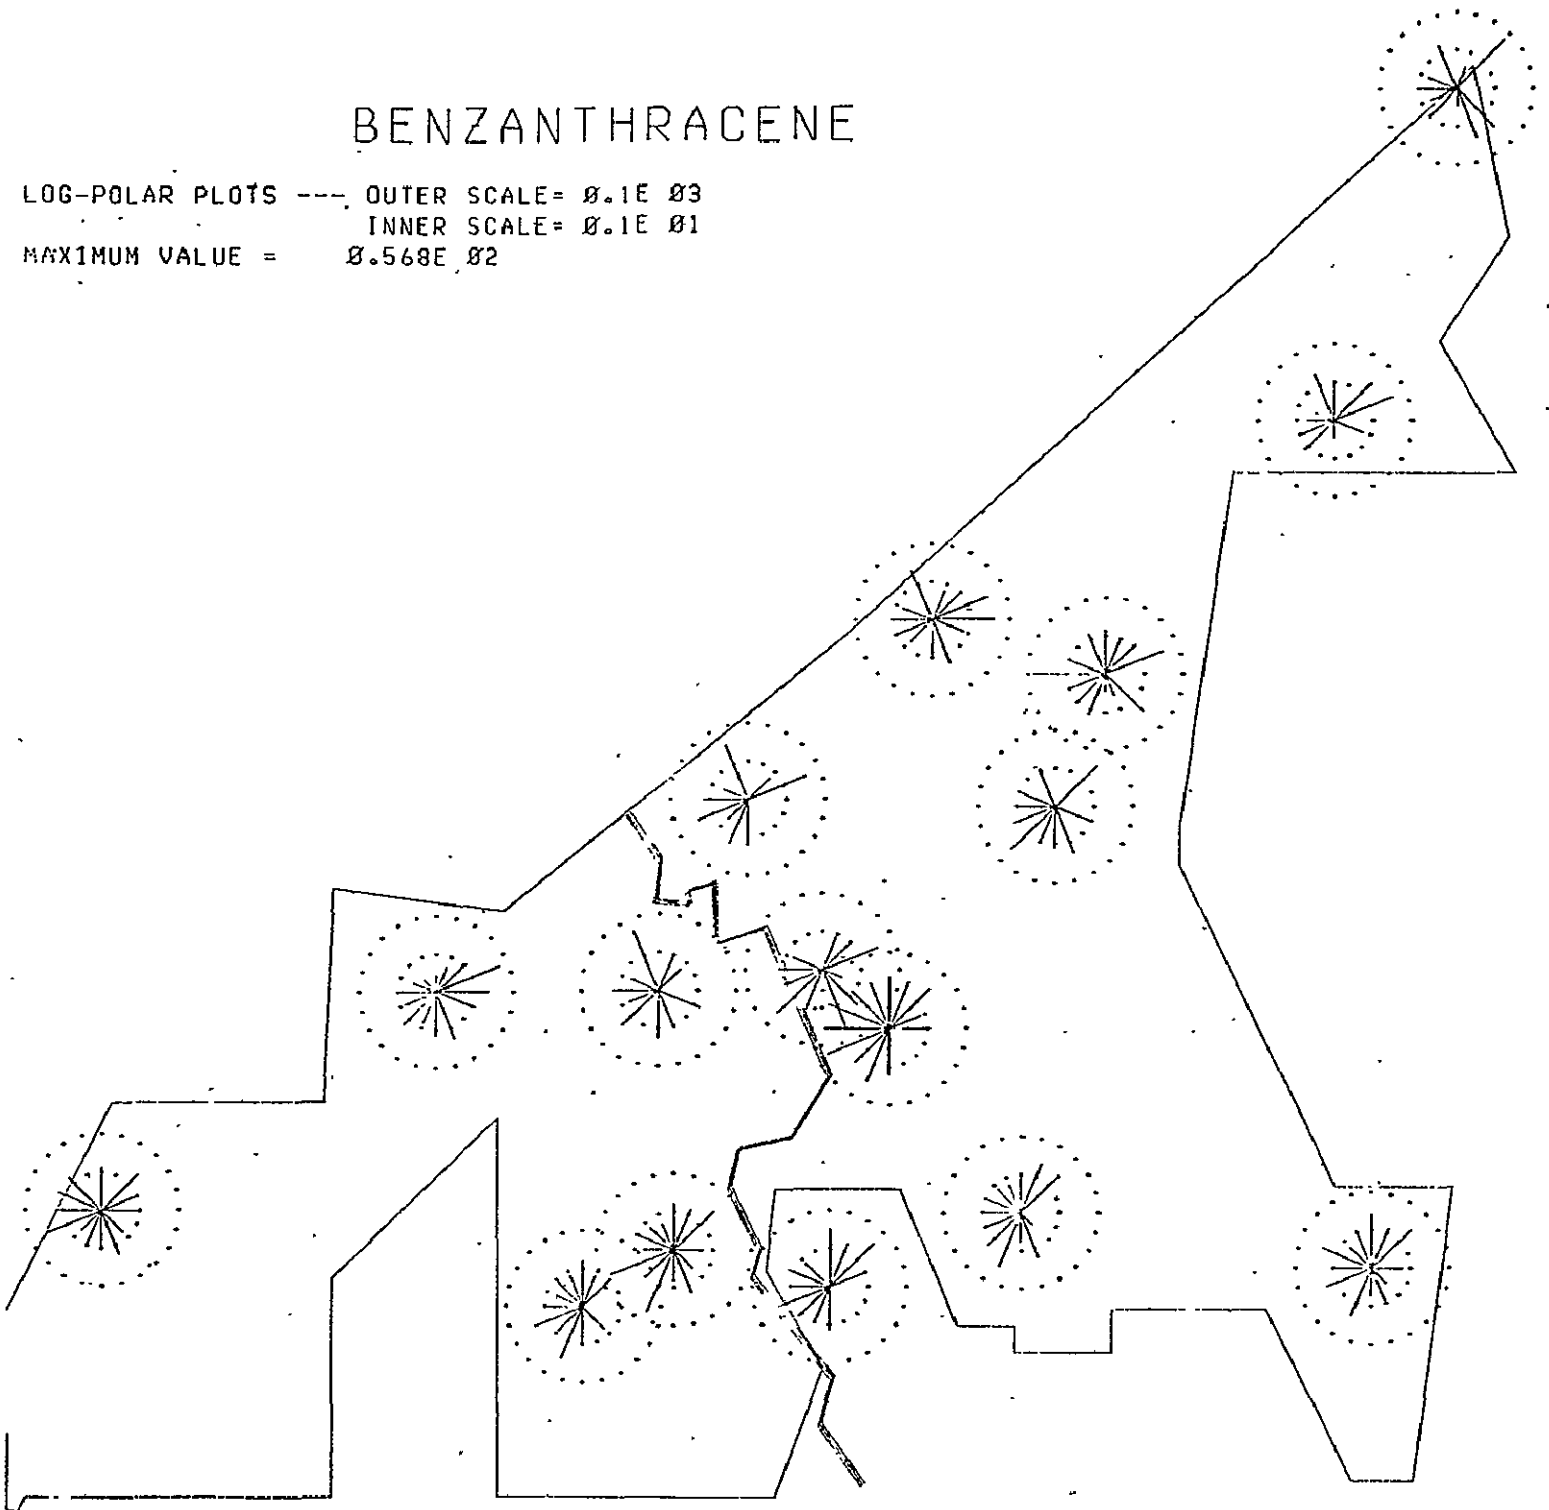 BENZANTHRACENE
LOG-POLAR PLOTS --- OUTER SCALE= Ø.1E Ø3
INNER SCALE= Ø.1E Ø1
MAXIMUM VALUE = Ø.568E Ø2